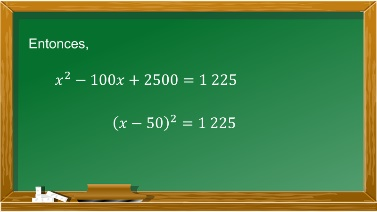 Entonces,
x² − 100x + 2500 = 1 225
(x − 50)² = 1 225